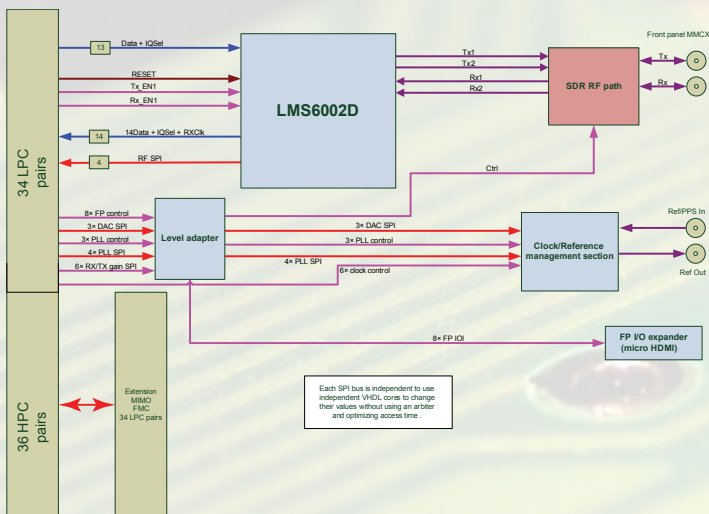 Front panel MMCX
13
Data + IQSel
RESET
Tx_EN1
Rx_EN1
14
14Data + IQSel + RXClk
4
RF SPI
LMS6002D
Tx1
Tx2
Rx1
Rx2
SDR RF path
Tx
Rx
34 LPC
pairs
Ctrl
8× FP control
3× DAC SPI
3× PLL control
4× PLL SPI
6× RX/TX gain SPI
Level adapter
3× DAC SPI
3× PLL control
4× PLL SPI
6× clock control
Clock/Reference
management section
Ref/PPS In
Ref Out
8× FP IOI
FP I/O expander
(micro HDMI)
36 HPC
pairs
Extension
MIMO
FMC
34 LPC pairs
Each SPI bus is independent to use
independent VHDL cores to change
their values without using an arbiter
and optimizing access time .